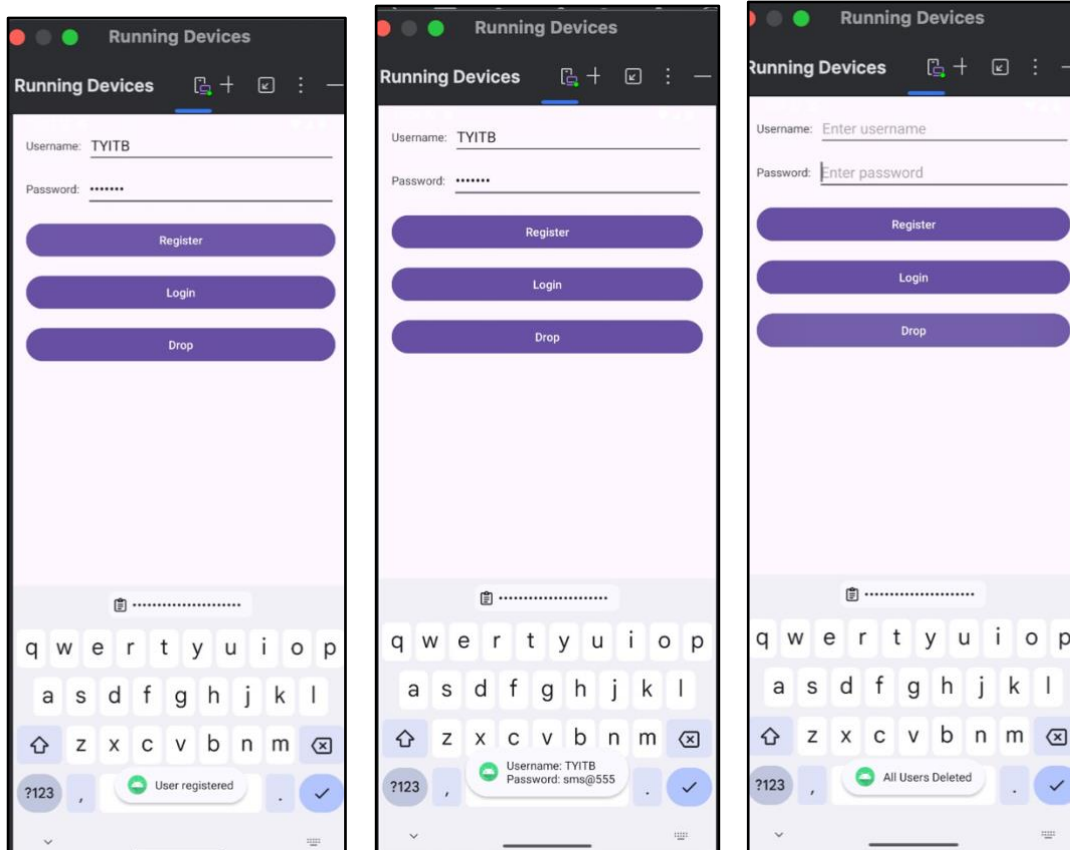 Running Devices
Running Devices
Username: TYITB
Password: •••••••
Register
Login
Drop
••••••••••••••••••••••
q w e r t y u i o p
a s d f g h j k l
z x c v b n m
?123 , .
User registered
Running Devices
Running Devices
Username: TYITB
Password: •••••••
Register
Login
Drop
••••••••••••••••••••••
q w e r t y u i o p
a s d f g h j k l
z x c v b n m
?123 , .
Username: TYITB
Password: sms@555
Running Devices
Running Devices
Username: Enter username
Password: Enter password
Register
Login
Drop
••••••••••••••••••••••
q w e r t y u i o p
a s d f g h j k l
z x c v b n m
?123 , .
All Users Deleted